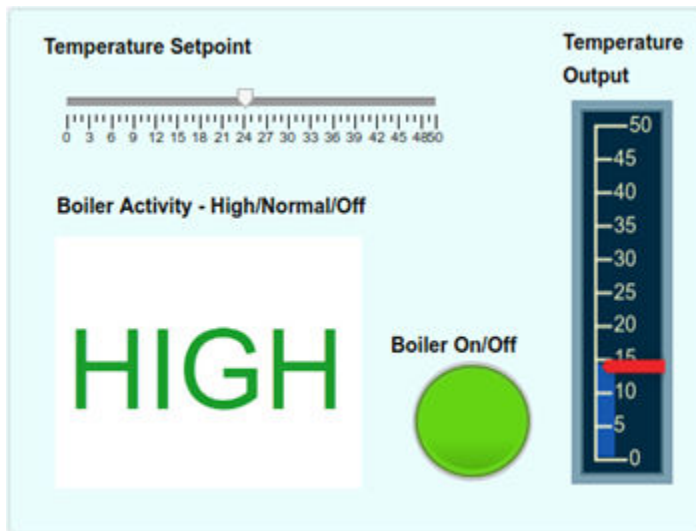 Temperature Setpoint
0 3 6 9 12 15 18 21 24 27 30 33 36 39 42 45 48 50
Boiler Activity - High/Normal/Off
HIGH
Boiler On/Off
Temperature
Output
50
45
40
35
30
25
20
15
10
5
0